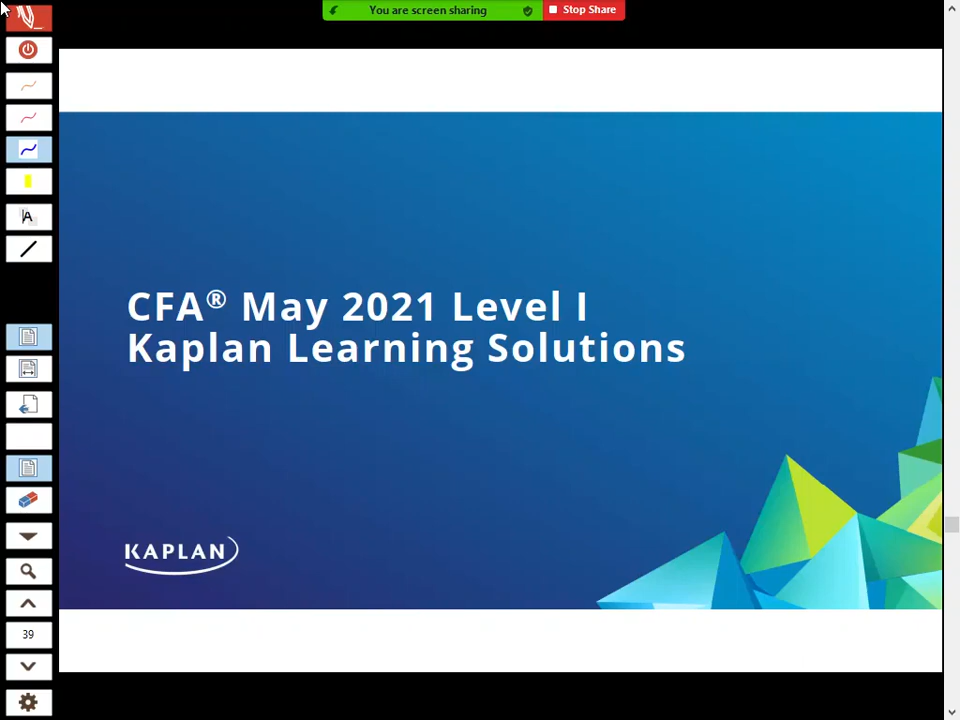 You are screen sharing
Stop Share
A
CFA® May 2021 Level I
Kaplan Learning Solutions
KAPLAN
39